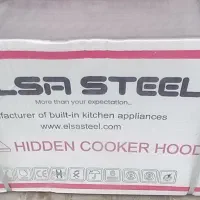 LSA STEEL
More than your expectation...
facturer of built-in kitchen appliances
www.elsasteel.com
HIDDEN COOKER HOOD